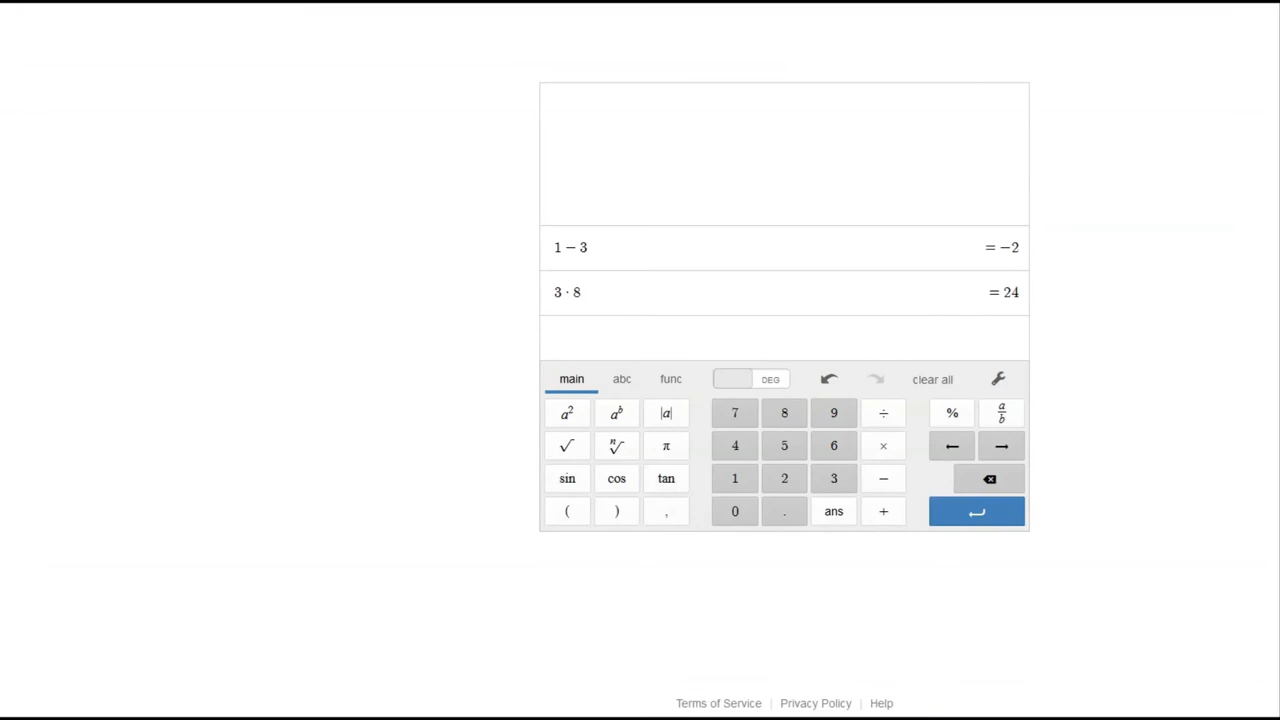 1 − 3 = −2
3 · 8 = 24
main abc func DEG clear all
a² aᵇ |a| 7 8 9 ÷ % a/b
√ ⁿ√ π 4 5 6 × ← →
sin cos tan 1 2 3 −
( ) , 0 . ans +
Terms of Service | Privacy Policy | Help